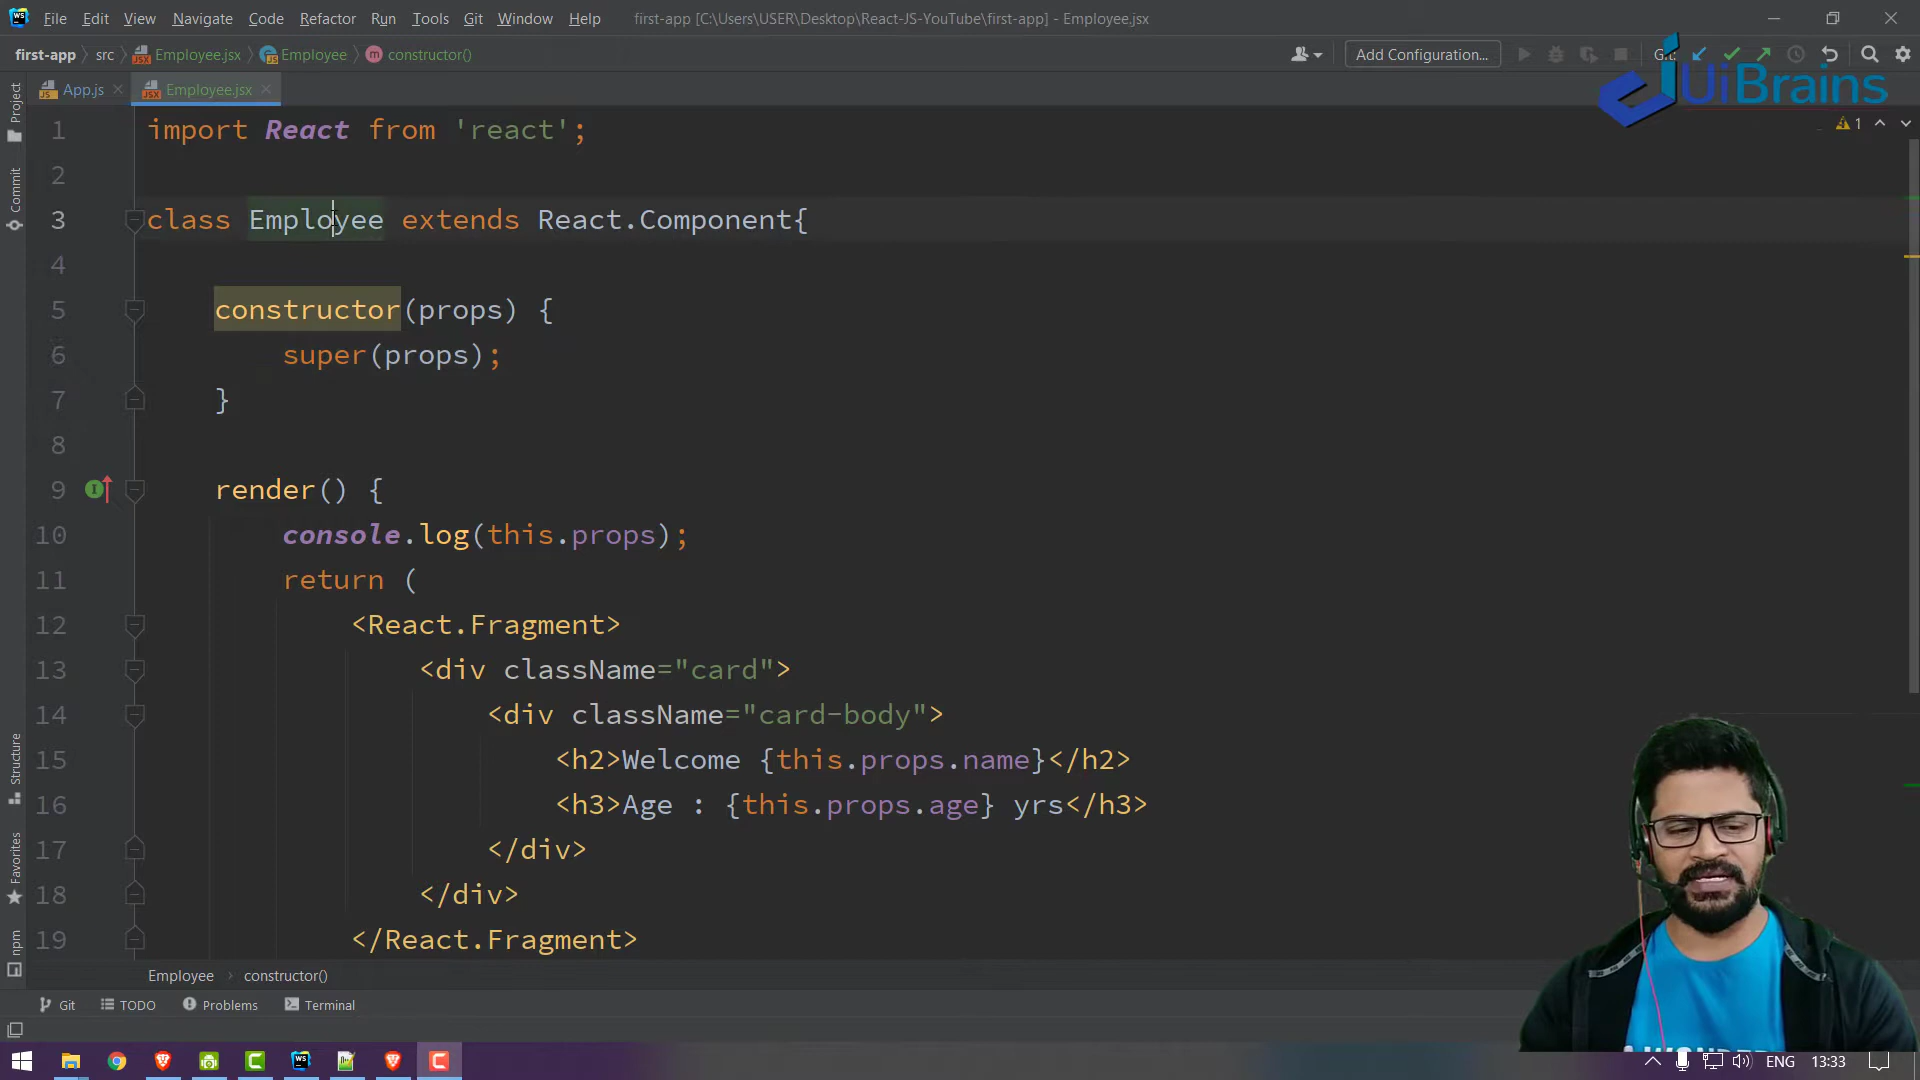 File Edit View Navigate Code Refactor Run Tools Git Window Help first-app [C:\Users\USER\Desktop\React-JS-YouTube\first-app] - Employee.jsx
first-app src Employee.jsx Employee constructor() Add Configuration... Git:
UiBrains
Project
App.js Employee.jsx
1 import React from 'react';
1
2
Commit
3 class Employee extends React.Component{
4
5 constructor(props) {
6 super(props);
7 }
8
9 render() {
10 console.log(this.props);
11 return (
12 <React.Fragment>
13 <div className="card">
14 <div className="card-body">
15 <h2>Welcome {this.props.name}</h2>
16 <h3>Age : {this.props.age} yrs</h3>
17 </div>
18 </div>
19 </React.Fragment>
Structure
Favorites
npm
Employee constructor()
Git TODO Problems Terminal
ENG 13:33